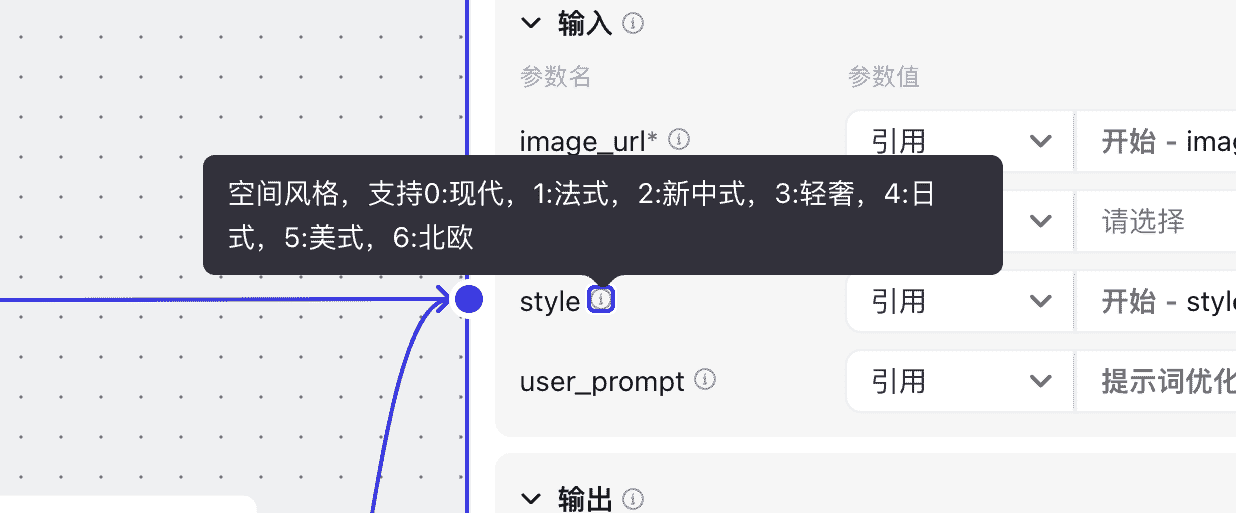 输入
参数名 参数值
image_url* 引用 开始 - imag
空间风格，支持0:现代，1:法式，2:新中式，3:轻奢，4:日
式，5:美式，6:北欧
请选择
style 引用 开始 - style
user_prompt 引用 提示词优化
输出